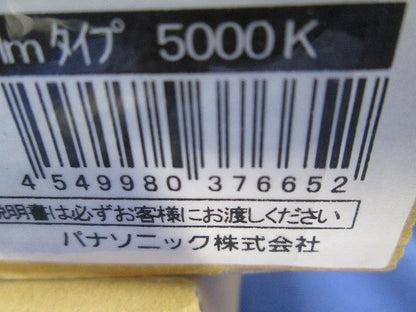 lmタイプ 5000K
4 549980 376652
説明書は必ずお客様にお渡しください
パナソニック株式会社